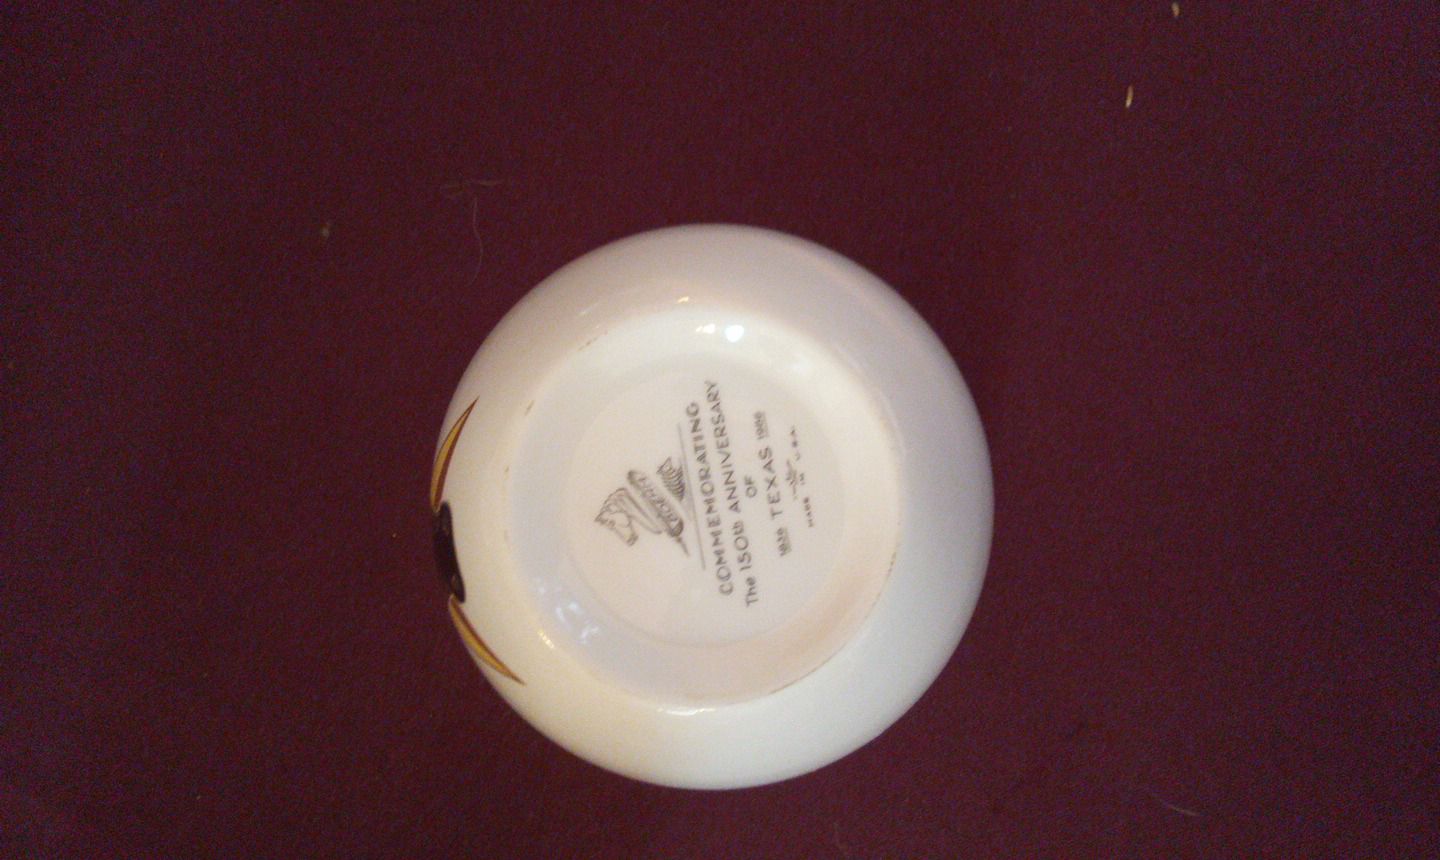 COMMEMORATING
The 150th ANNIVERSARY
OF
1836 TEXAS 1986
MADE IN U.S.A.